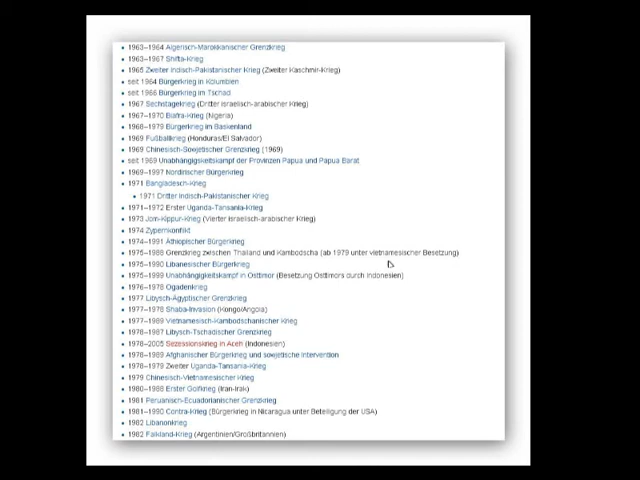 1963–1964 Algerisch-Marokkanischer Grenzkrieg
1963–1967 Shifta-Krieg
1965 Zweiter Indisch-Pakistanischer Krieg (Zweiter Kaschmir-Krieg)
seit 1964 Bürgerkrieg in Kolumbien
seit 1966 Bürgerkrieg im Tschad
1967 Sechstagekrieg (Dritter israelisch-arabischer Krieg)
1967–1970 Biafra-Krieg (Nigeria)
1968–1979 Bürgerkrieg im Baskenland
1969 Fußballkrieg (Honduras/El Salvador)
1969 Chinesisch-Sowjetischer Grenzkrieg (1969)
seit 1969 Unabhängigkeitskampf der Provinzen Papua und Papua Barat
1969–1997 Nordirischer Bürgerkrieg
1971 Bangladesch-Krieg
1971 Dritter Indisch-Pakistanischer Krieg
1971–1972 Erster Uganda-Tansania-Krieg
1973 Jom-Kippur-Krieg (Vierter israelisch-arabischer Krieg)
1974 Zypernkonflikt
1974–1991 Äthiopischer Bürgerkrieg
1975–1988 Grenzkrieg zwischen Thailand und Kambodscha (ab 1979 unter vietnamesischer Besetzung)
1975–1990 Libanesischer Bürgerkrieg
1975–1999 Unabhängigkeitskampf in Osttimor (Besetzung Osttimors durch Indonesien)
1976–1978 Ogadenkrieg
1977 Libysch-Ägyptischer Grenzkrieg
1977–1978 Shaba-Invasion (Kongo/Angola)
1977–1989 Vietnamesisch-Kambodschanischer Krieg
1978–1987 Libysch-Tschadischer Grenzkrieg
1978–2005 Sezessionskrieg in Aceh (Indonesien)
1978–1989 Afghanischer Bürgerkrieg und sowjetische Intervention
1978–1979 Zweiter Uganda-Tansania-Krieg
1979 Chinesisch-Vietnamesischer Krieg
1980–1988 Erster Golfkrieg (Iran-Irak)
1981 Peruanisch-Ecuadorianischer Grenzkrieg
1981–1990 Contra-Krieg (Bürgerkrieg in Nicaragua unter Beteiligung der USA)
1982 Libanonkrieg
1982 Falkland-Krieg (Argentinien/Großbritannien)